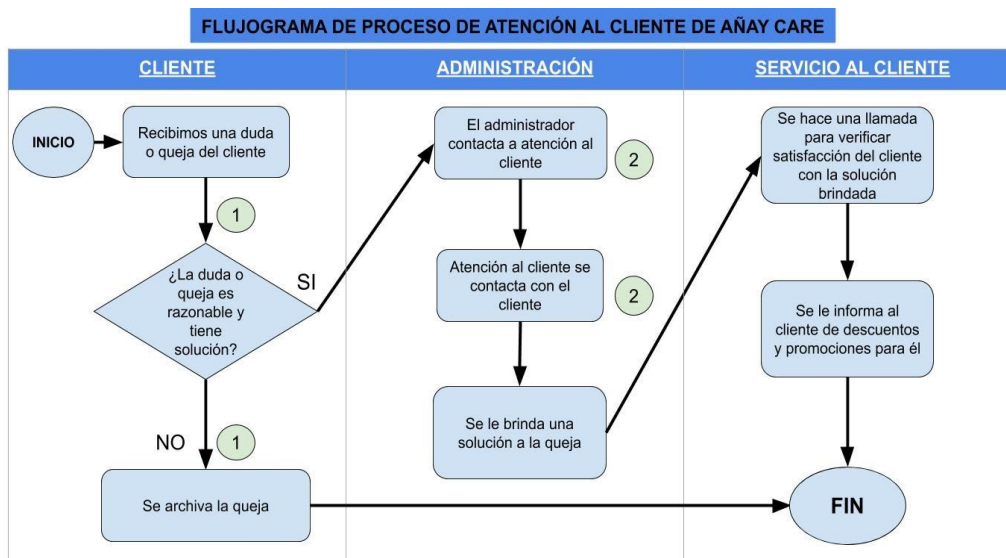 FLUJOGRAMA DE PROCESO DE ATENCIÓN AL CLIENTE DE AÑAY CARE
CLIENTE
ADMINISTRACIÓN
SERVICIO AL CLIENTE
INICIO
Recibimos una duda
o queja del cliente
1
¿La duda o
queja es
razonable y
tiene
solución?
SI
NO
1
Se archiva la queja
El administrador
contacta a atención al
cliente
2
Atención al cliente se
contacta con el
cliente
2
Se le brinda una
solución a la queja
Se hace una llamada
para verificar
satisfacción del cliente
con la solución
brindada
Se le informa al
cliente de descuentos
y promociones para él
FIN